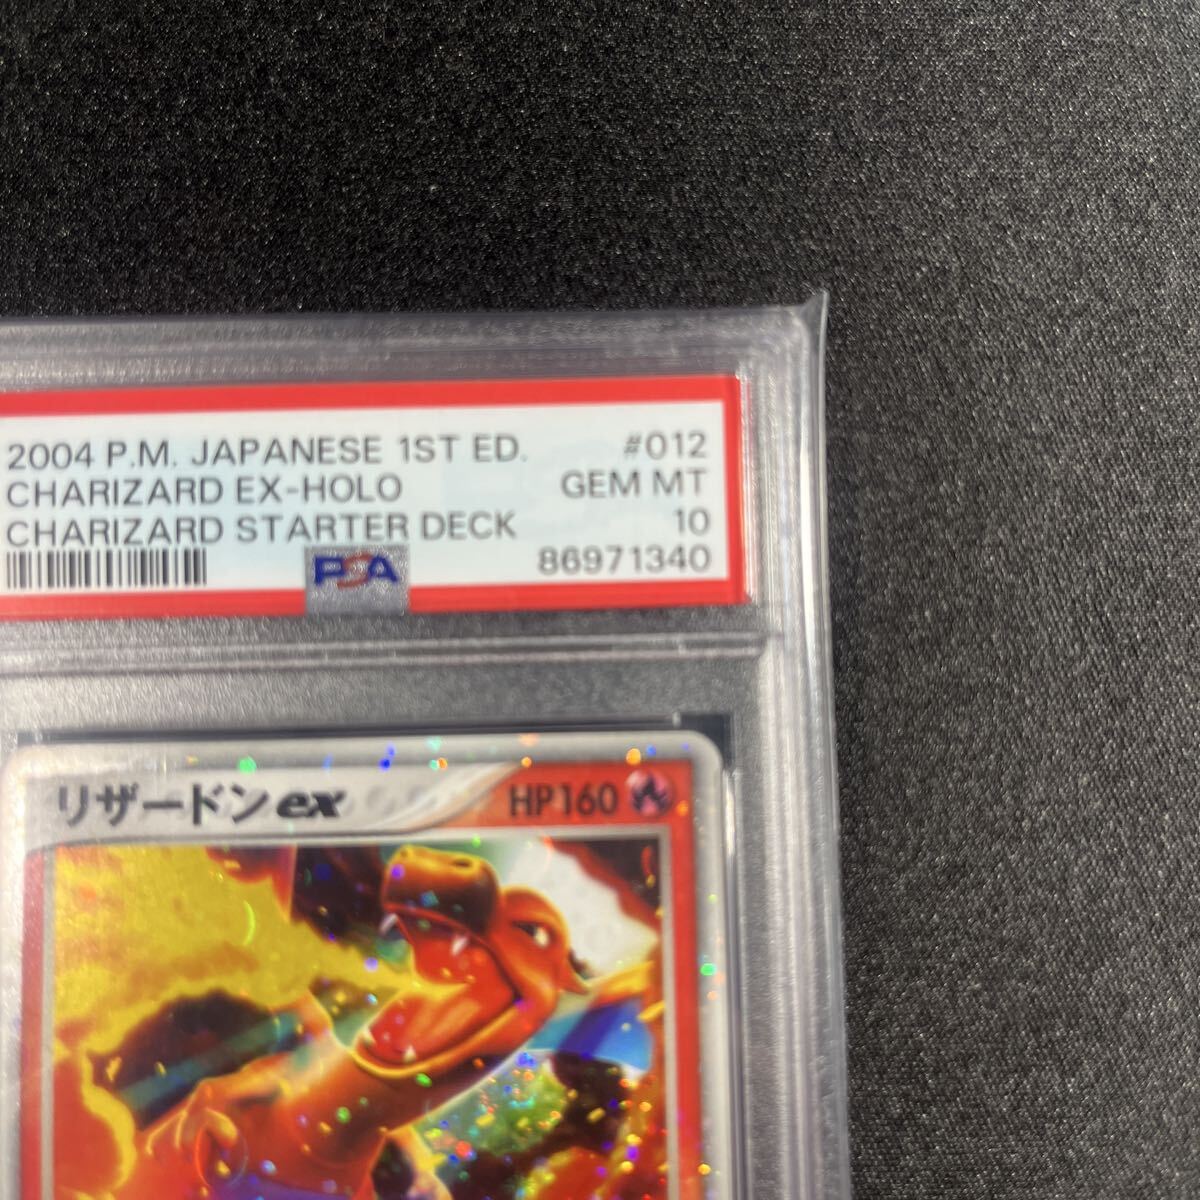 2004 P.M. JAPANESE 1ST ED. #012
CHARIZARD EX-HOLO GEM MT
CHARIZARD STARTER DECK 10
PSA 86971340
リザードンex HP160